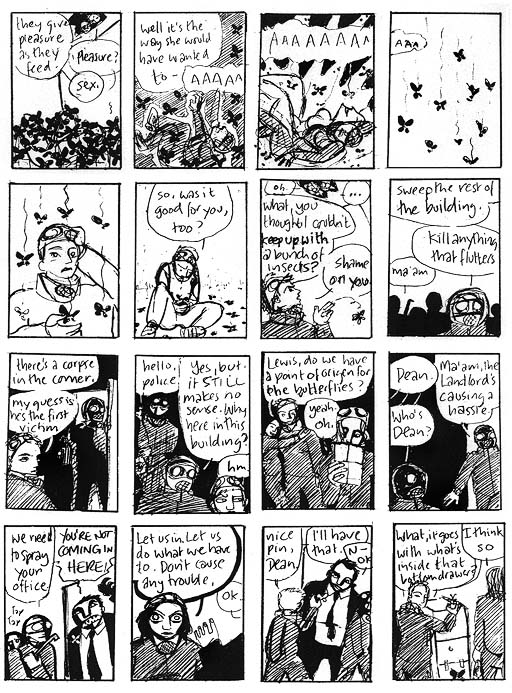 they give
pleasure
as they
feed.
pleasure?
sex.
well it's the
way she would
have wanted
to -
AAAAA
AAAAAAA
AAA
so, was it
good for you,
too?
oh.
...
what, you
thought I couldn't
keep up with
a bunch of
insects?
shame
on you.
sweep the rest of
the building.
Kill anything
that flutters
ma'am
there's a corpse
in the corner.
my guess is
he's the first
victim
hello,
police.
Yes, but
it STILL
makes no
sense. Why
here in this
building?
hm.
Lewis, do we have
a point of origin for
the butterflies?
yeah.
oh.
Dean.
Who's
Dean?
Ma'am, the
Landlord's
causing a
hassle.
we need
to spray
your
office
YOU'RE NOT
COMING IN
HERE!
Let us in. Let us
do what we have
to. Don't cause
any trouble.
OK
nice
pin,
Dean
I'll have
that.
N-
OK
What, it goes
with what's
inside that
bottom drawer?
I think
so